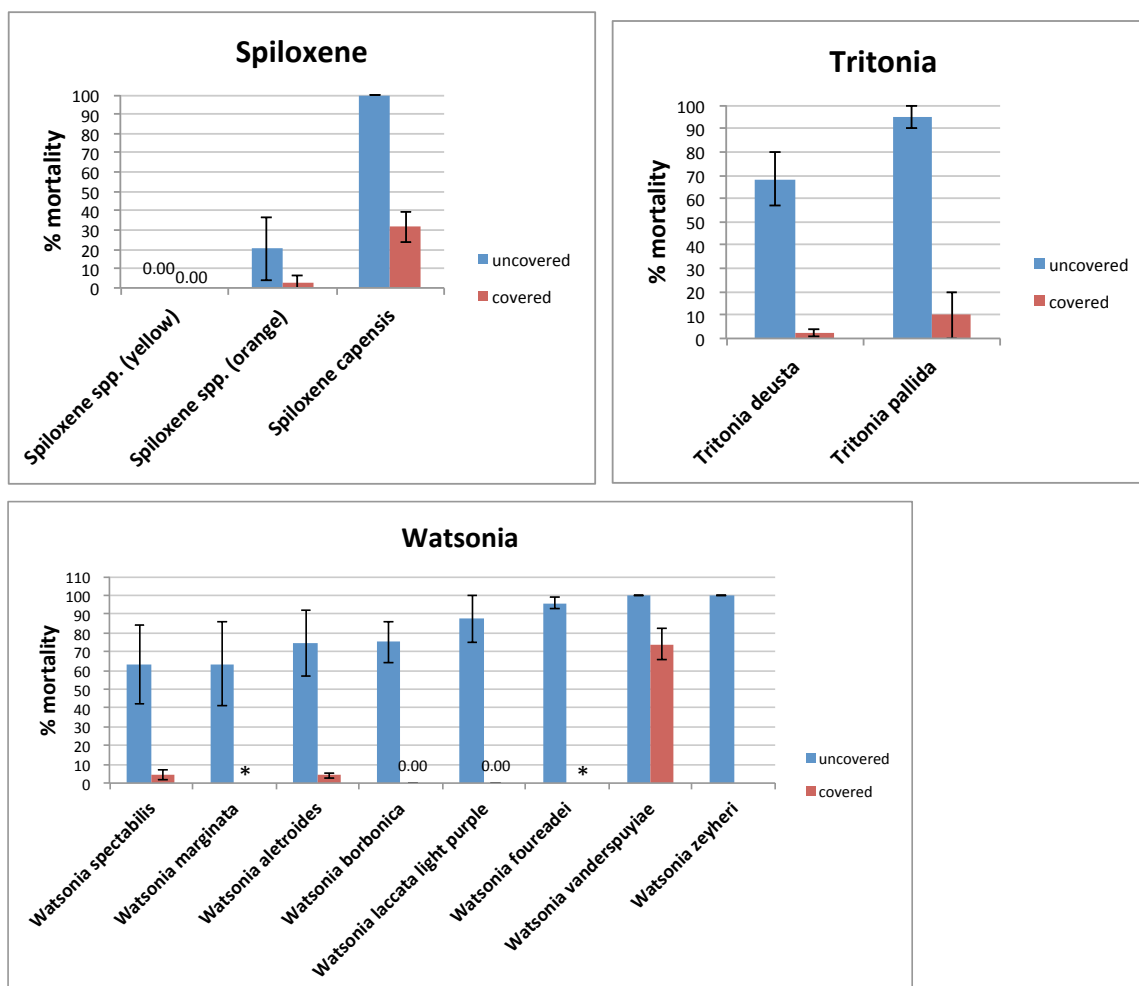 Spiloxene
% mortality
100
90
80
70
60
50
40
30
20
10
0
0.00
0.00
Spiloxene spp. (yellow)
Spiloxene spp. (orange)
Spiloxene capensis
uncovered
covered
Tritonia
% mortality
100
90
80
70
60
50
40
30
20
10
0
Tritonia deusta
Tritonia pallida
uncovered
covered
Watsonia
% mortality
110
100
90
80
70
60
50
40
30
20
10
0
*
0.00
0.00
*
Watsonia spectabilis
Watsonia marginata
Watsonia aletroides
Watsonia borbonica
Watsonia laccata light purple
Watsonia foureadei
Watsonia vanderspuyiae
Watsonia zeyheri
uncovered
covered